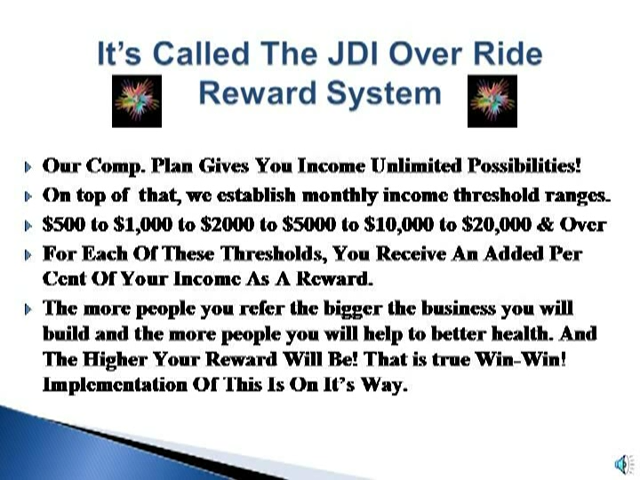 It's Called The JDI Over Ride
Reward System
Our Comp. Plan Gives You Income Unlimited Possibilities!
On top of that, we establish monthly income threshold ranges.
$500 to $1,000 to $2000 to $5000 to $10,000 to $20,000 & Over
For Each Of These Thresholds, You Receive An Added Per
Cent Of Your Income As A Reward.
The more people you refer the bigger the business you will
build and the more people you will help to better health. And
The Higher Your Reward Will Be! That is true Win-Win!
Implementation Of This Is On It's Way.